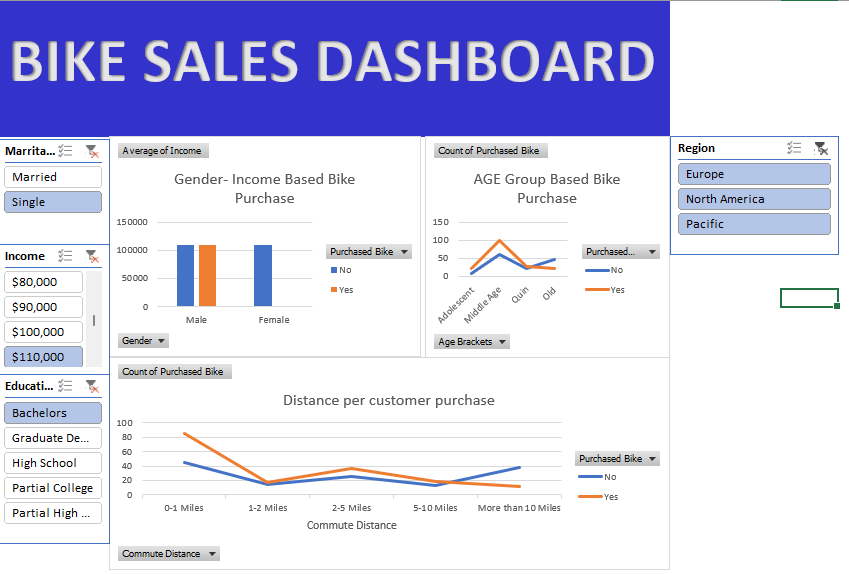 BIKE SALES DASHBOARD
Marrita...
Married
Single
Income
$80,000
$90,000
$100,000
$110,000
Educati...
Bachelors
Graduate De...
High School
Partial College
Partial High ...
Average of Income
Gender- Income Based Bike
Purchase
150000
100000
50000
0
Male
Female
Purchased Bike
No
Yes
Gender
Count of Purchased Bike
AGE Group Based Bike
Purchase
150
100
50
0
Adolescent
Middle Age
Quin
Old
Purchased...
No
Yes
Age Brackets
Region
Europe
North America
Pacific
Count of Purchased Bike
Distance per customer purchase
100
80
60
40
20
0
0-1 Miles
1-2 Miles
2-5 Miles
5-10 Miles
More than 10 Miles
Commute Distance
Purchased Bike
No
Yes
Commute Distance